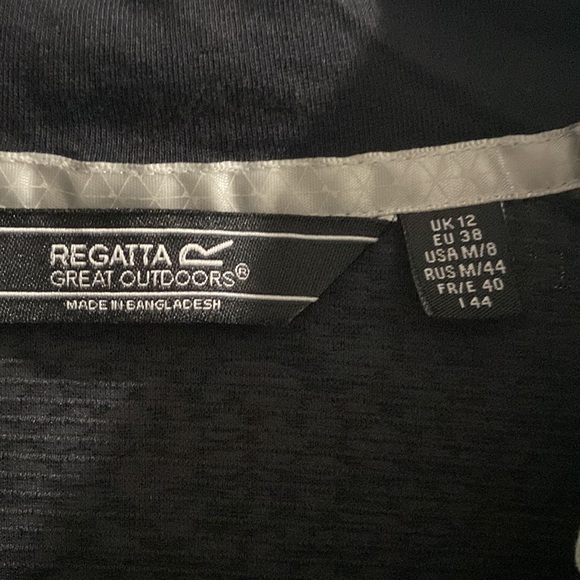 REGATTA
GREAT OUTDOORS®
MADE IN BANGLADESH
UK 12
EU 38
USA M/8
RUS M/44
FR/E 40
I 44